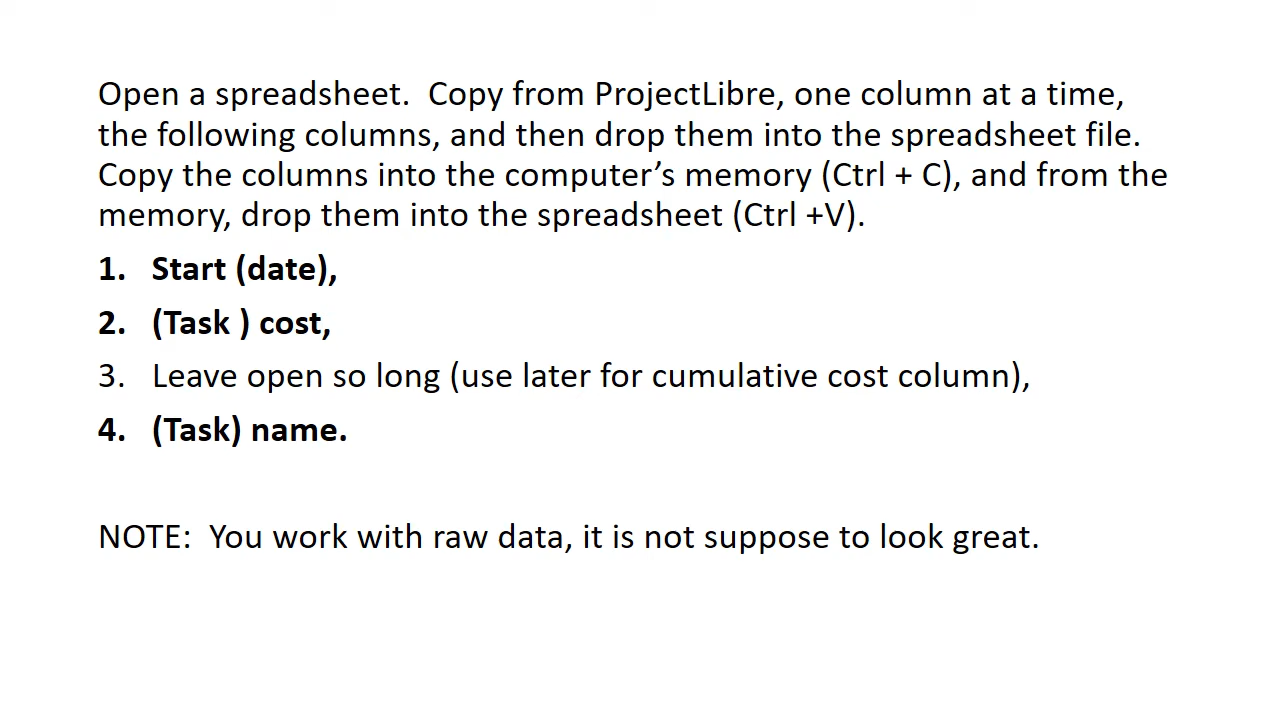 Open a spreadsheet.  Copy from ProjectLibre, one column at a time,
the following columns, and then drop them into the spreadsheet file.
Copy the columns into the computer’s memory (Ctrl + C), and from the
memory, drop them into the spreadsheet (Ctrl +V).
1. Start (date),
2. (Task ) cost,
3. Leave open so long (use later for cumulative cost column),
4. (Task) name.
NOTE:  You work with raw data, it is not suppose to look great.